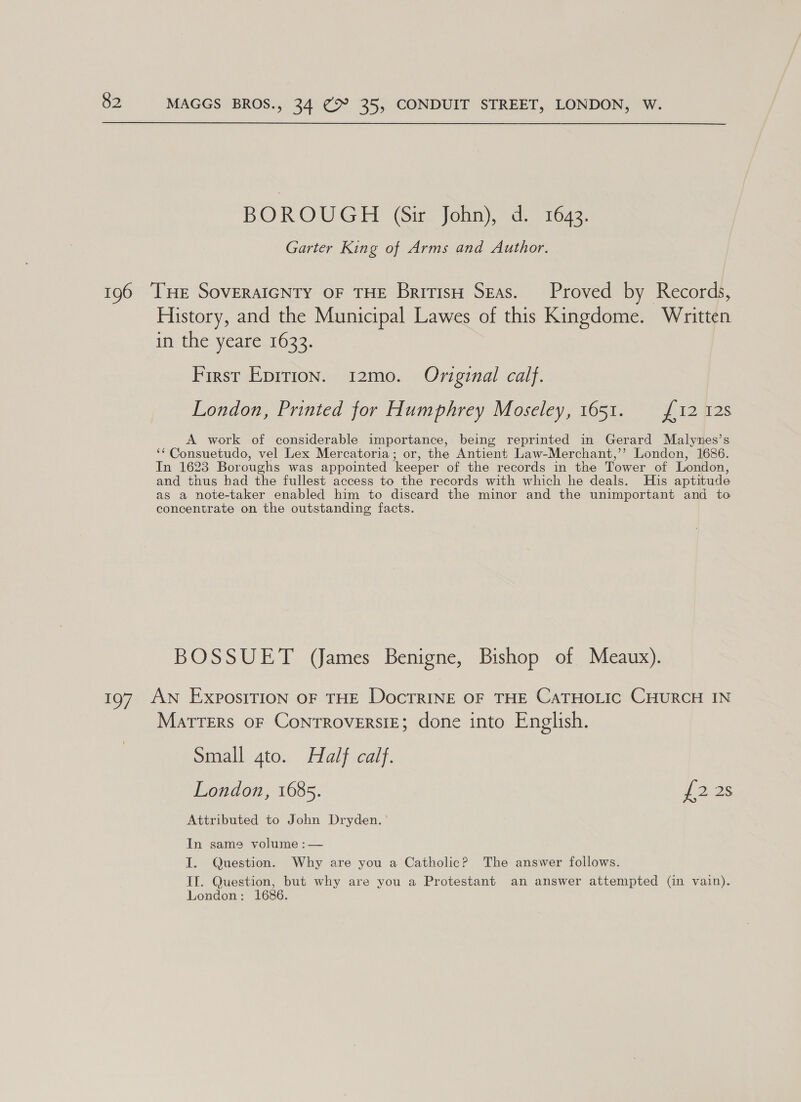 82 MAGGS BROS., 34 & 35, CONDUIT STREET, LONDON, W.
BOROUGH (Sir John), d. 1643.
Garter King of Arms and Author.
196 THE SOVERAIGNTY OF THE BRITISH SEAS. Proved by Records,
History, and the Municipal Lawes of this Kingdome. Written
in the yeare 1633.
FIRST EDITION. 12mo. Original calf.
London, Printed for Humphrey Moseley, 1651. £12 12s
A work of considerable importance, being reprinted in Gerard Malynes's
“Consuetudo, vel Lex Mercatoria; or, the Antient Law-Merchant,” London, 1686.
In 1623 Boroughs was appointed keeper of the records in the Tower of London,
and thus had the fullest access to the records with which he deals. His aptitude
as a note-taker enabled him to discard the minor and the unimportant and to
concentrate on the outstanding facts.
BOSSUET (James Benigne, Bishop of Meaux).
197 AN EXPOSITION OF THE DOCTRINE OF THE CATHOLIC CHURCH IN
MATTERS OF CONTROVERSIE; done into English.
Small 4to. Half calf.
London, 1685. £2 2s
Attributed to John Dryden.
In same volume:—
I. Question. Why are you a Catholic? The answer follows.
II. Question, but why are you a Protestant an answer attempted (in vain).
London: 1686.